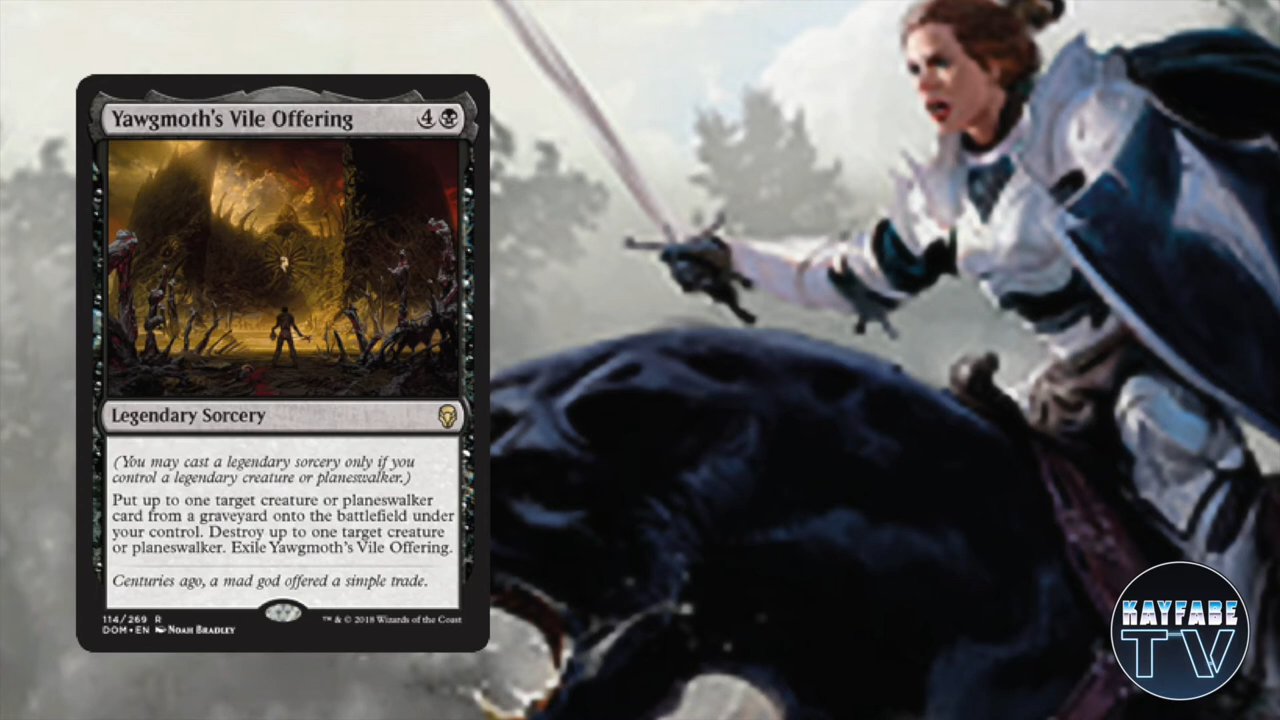 Yawgmoth's Vile Offering 4
Legendary Sorcery
(You may cast a legendary sorcery only if you
control a legendary creature or planeswalker.)
Put up to one target creature or planeswalker
card from a graveyard onto the battlefield under
your control. Destroy up to one target creature
or planeswalker. Exile Yawgmoth's Vile Offering.
Centuries ago, a mad god offered a simple trade.
114/269 R
DOM • EN Noah Bradley
™ & © 2018 Wizards of the Coast
KAYFABE
TV